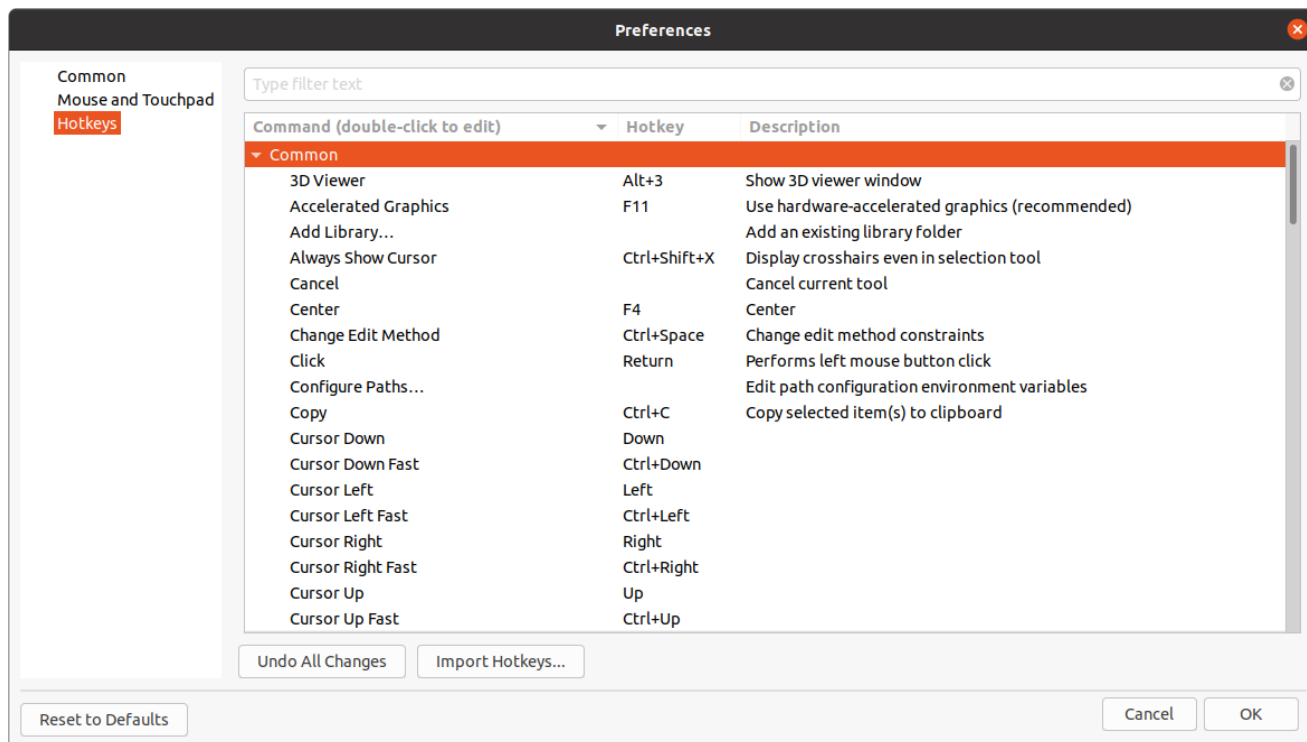 Preferences
Common
Mouse and Touchpad
Hotkeys
Type filter text
Command (double-click to edit) Hotkey Description
Common
3D Viewer Alt+3 Show 3D viewer window
Accelerated Graphics F11 Use hardware-accelerated graphics (recommended)
Add Library... Add an existing library folder
Always Show Cursor Ctrl+Shift+X Display crosshairs even in selection tool
Cancel Cancel current tool
Center F4 Center
Change Edit Method Ctrl+Space Change edit method constraints
Click Return Performs left mouse button click
Configure Paths... Edit path configuration environment variables
Copy Ctrl+C Copy selected item(s) to clipboard
Cursor Down Down
Cursor Down Fast Ctrl+Down
Cursor Left Left
Cursor Left Fast Ctrl+Left
Cursor Right Right
Cursor Right Fast Ctrl+Right
Cursor Up Up
Cursor Up Fast Ctrl+Up
Undo All Changes Import Hotkeys...
Reset to Defaults Cancel OK